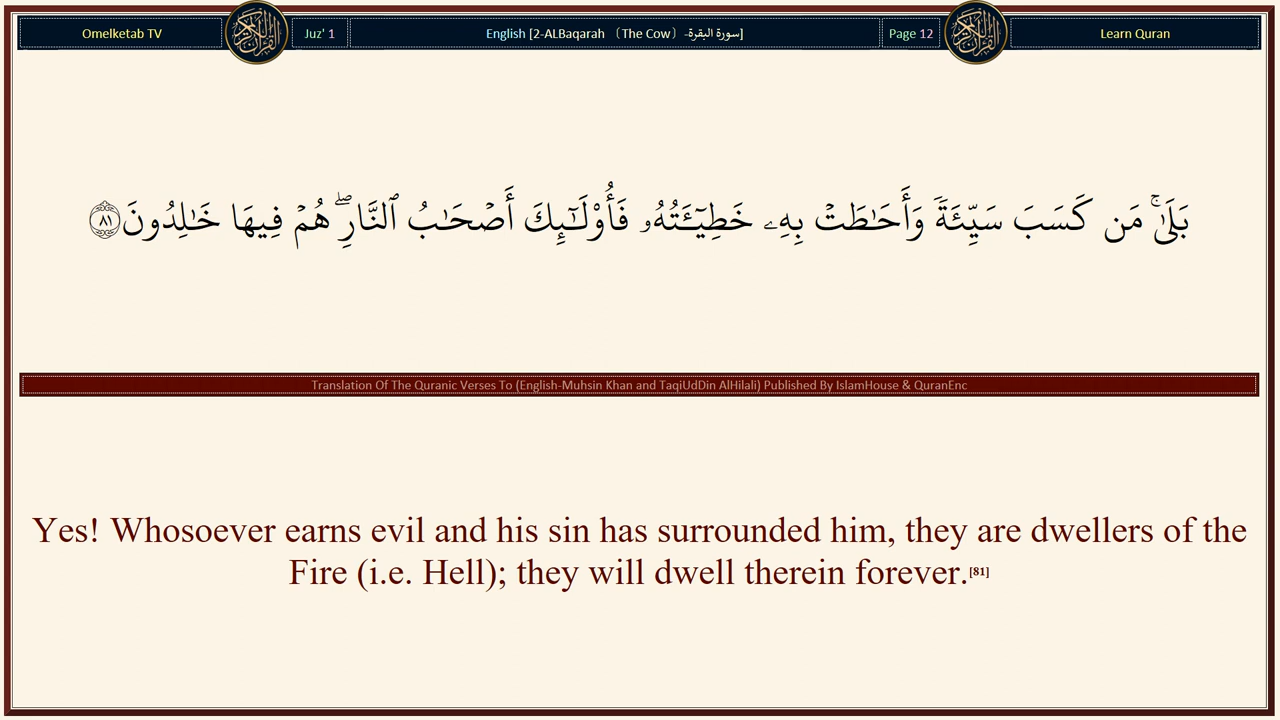 Omelketab TV
Juz' 1
English [2-ALBaqarah 〔The Cow〕 -سورة البقرة]
Page 12
Learn Quran
بَلَىٰۚ مَن كَسَبَ سَيِّئَةٗ وَأَحَٰطَتۡ بِهِۦ خَطِيٓـَٔتُهُۥ فَأُوْلَٰٓئِكَ أَصۡحَٰبُ ٱلنَّارِۖ هُمۡ فِيهَا خَٰلِدُونَ ٨١
Translation Of The Quranic Verses To (English-Muhsin Khan and TaqiUdDin AlHilali) Published By IslamHouse & QuranEnc
Yes! Whosoever earns evil and his sin has surrounded him, they are dwellers of the
Fire (i.e. Hell); they will dwell therein forever.[81]